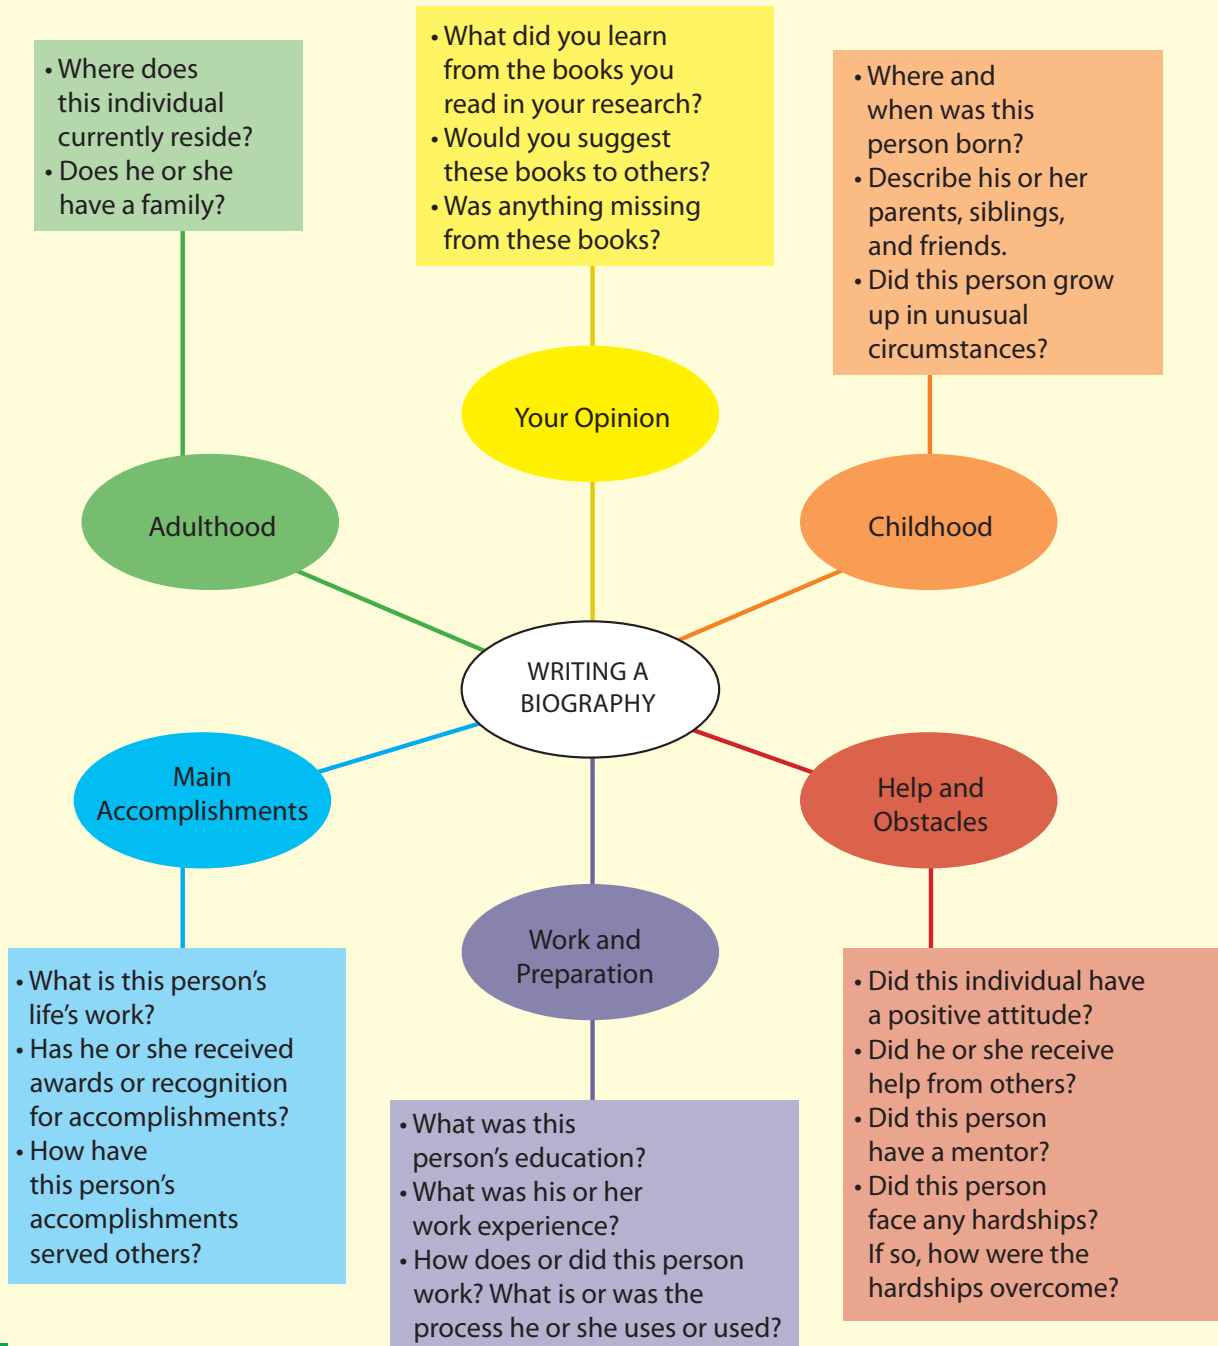 • Where does
this individual
currently reside?
• Does he or she
have a family?
• What did you learn
from the books you
read in your research?
• Would you suggest
these books to others?
• Was anything missing
from these books?
• Where and
when was this
person born?
• Describe his or her
parents, siblings,
and friends.
• Did this person grow
up in unusual
circumstances?
Adulthood
Your Opinion
Childhood
WRITING A
BIOGRAPHY
Main
Accomplishments
Work and
Preparation
Help and
Obstacles
• What is this person’s
life’s work?
• Has he or she received
awards or recognition
for accomplishments?
• How have
this person’s
accomplishments
served others?
• What was this
person’s education?
• What was his or her
work experience?
• How does or did this person
work? What is or was the
process he or she uses or used?
• Did this individual have
a positive attitude?
• Did he or she receive
help from others?
• Did this person
have a mentor?
• Did this person
face any hardships?
If so, how were the
hardships overcome?